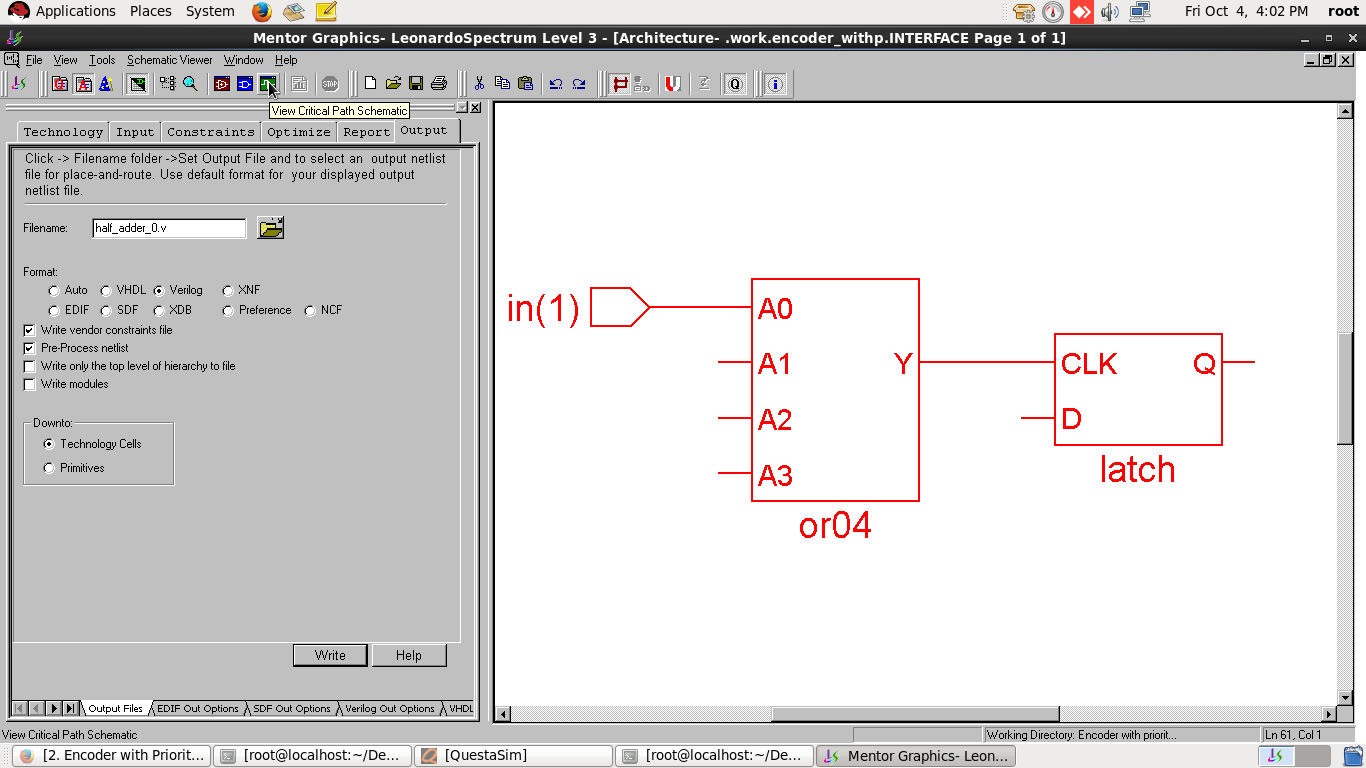 Applications Places System Fri Oct 4, 4:02 PM root
Mentor Graphics- LeonardoSpectrum Level 3 - [Architecture- .work.encoder_withp.INTERFACE Page 1 of 1]
File View Tools Schematic Viewer Window Help
STOP Q
View Critical Path Schematic
Technology Input Constraints Optimize Report Output
Click -> Filename folder ->Set Output File and to select an output netlist
file for place-and-route. Use default format for your displayed output
netlist file.
Filename: half_adder_0.v
Format:
Auto VHDL Verilog XNF
EDIF SDF XDB Preference NCF
Write vendor constraints file
Pre-Process netlist
Write only the top level of hierarchy to file
Write modules
Downto:
Technology Cells
Primitives
Write Help
Output Files EDIF Out Options SDF Out Options Verilog Out Options VHDL
in(1) A0
A1 Y CLK Q
A2 D
A3 latch
or04
View Critical Path Schematic Working Directory: Encoder with priorit... Ln 61, Col 1
[2. Encoder with Priorit... [root@localhost:~/De... [QuestaSim] [root@localhost:~/De... Mentor Graphics- Leon...